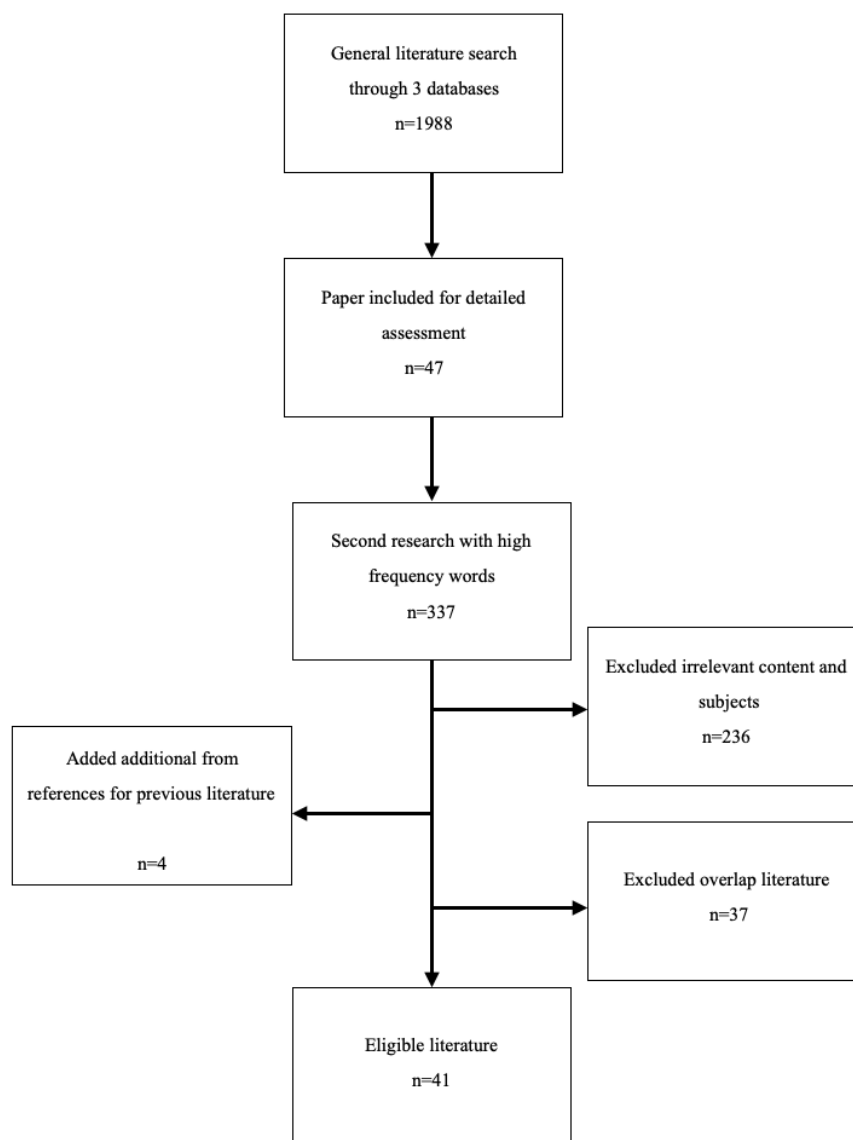 General literature search
through 3 databases
n=1988
Paper included for detailed
assessment
n=47
Second research with high
frequency words
n=337
Excluded irrelevant content and
subjects
n=236
Added additional from
references for previous literature
n=4
Excluded overlap literature
n=37
Eligible literature
n=41